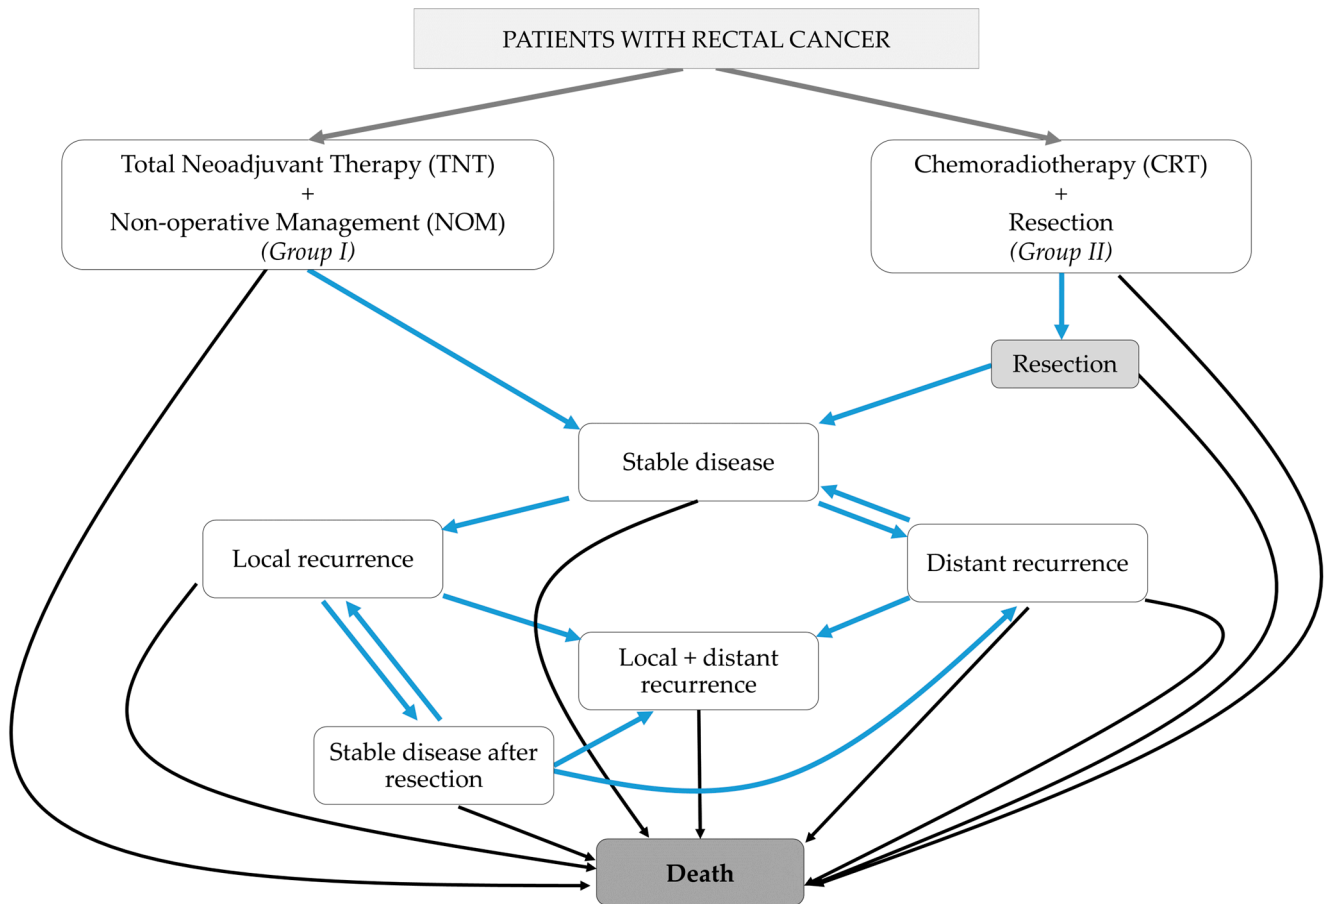 PATIENTS WITH RECTAL CANCER
Total Neoadjuvant Therapy (TNT)
+
Non-operative Management (NOM)
(Group I)
Chemoradiotherapy (CRT)
+
Resection
(Group II)
Resection
Stable disease
Local recurrence
Distant recurrence
Local + distant
recurrence
Stable disease after
resection
Death